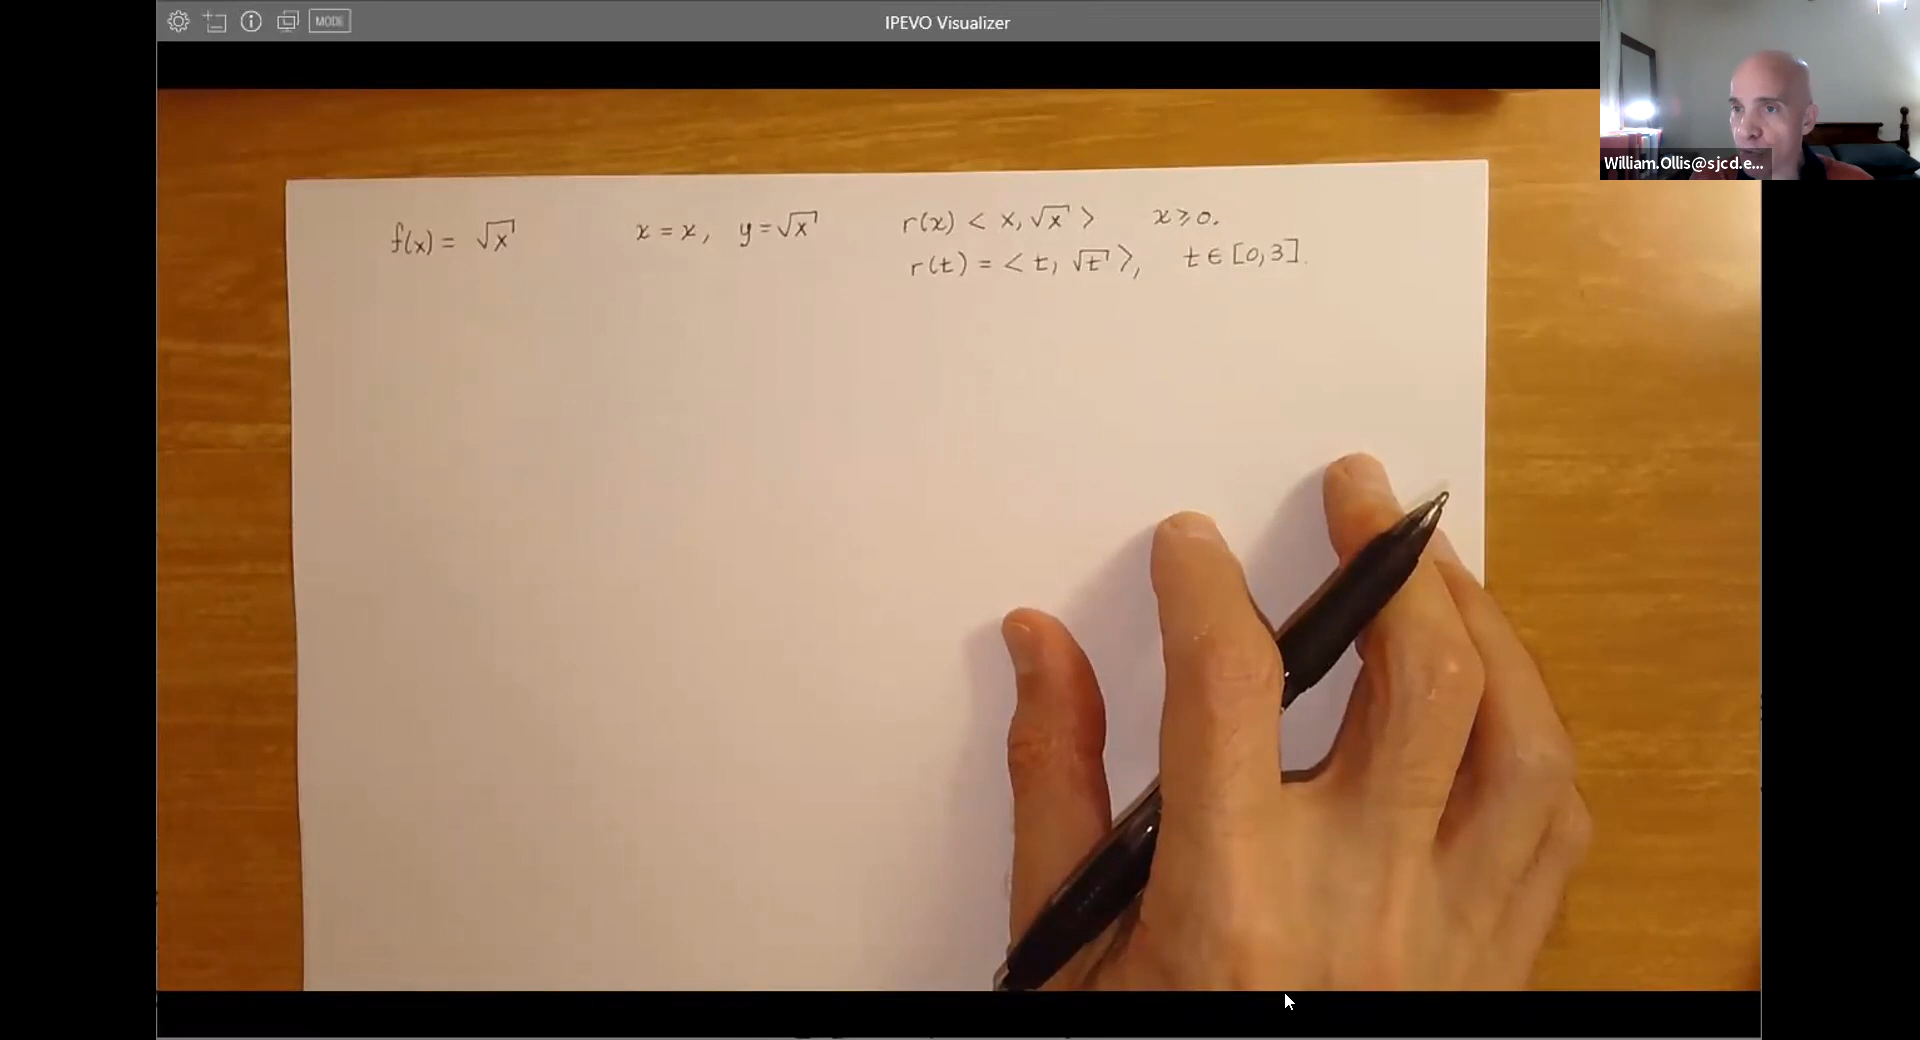 MODE
IPEVO Visualizer
William.Ollis@sjcd.e...
f(x) = √x x = x, y = √x r(x) < x, √x > x ≥ 0.
r(t) = < t, √t >, t ∈ [0,3].